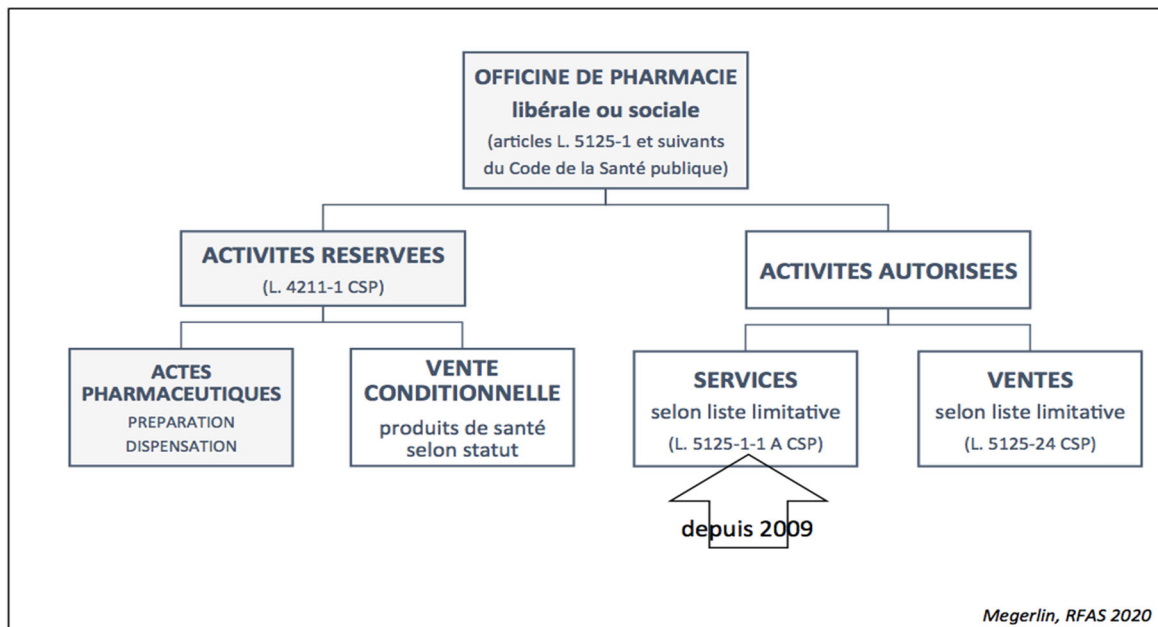 OFFICINE DE PHARMACIE
libérale ou sociale
(articles L. 5125-1 et suivants
du Code de la Santé publique)
ACTIVITES RESERVEES
(L. 4211-1 CSP)
ACTIVITES AUTORISEES
ACTES
PHARMACEUTIQUES
PREPARATION
DISPENSATION
VENTE
CONDITIONNELLE
produits de santé
selon statut
SERVICES
selon liste limitative
(L. 5125-1-1 A CSP)
VENTES
selon liste limitative
(L. 5125-24 CSP)
depuis 2009
Megerlin, RFAS 2020